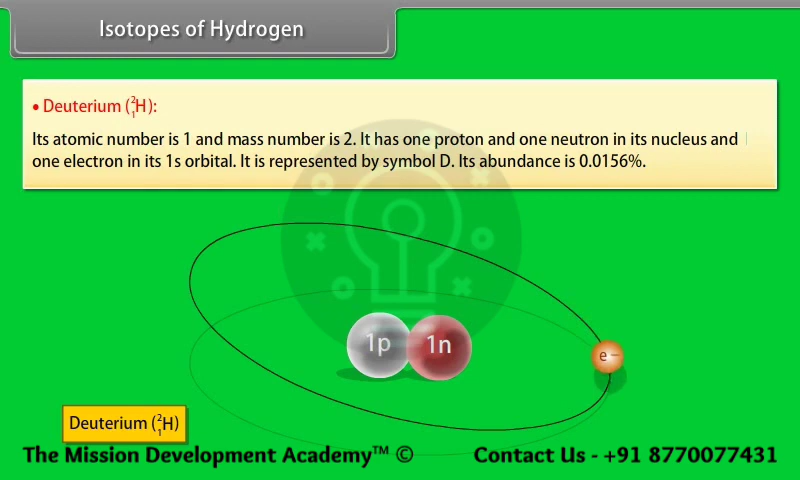 Isotopes of Hydrogen
• Deuterium (²₁H):
Its atomic number is 1 and mass number is 2. It has one proton and one neutron in its nucleus and
one electron in its 1s orbital. It is represented by symbol D. Its abundance is 0.0156%.
1p 1n
e−
Deuterium (²₁H)
The Mission Development Academy™ © Contact Us - +91 8770077431